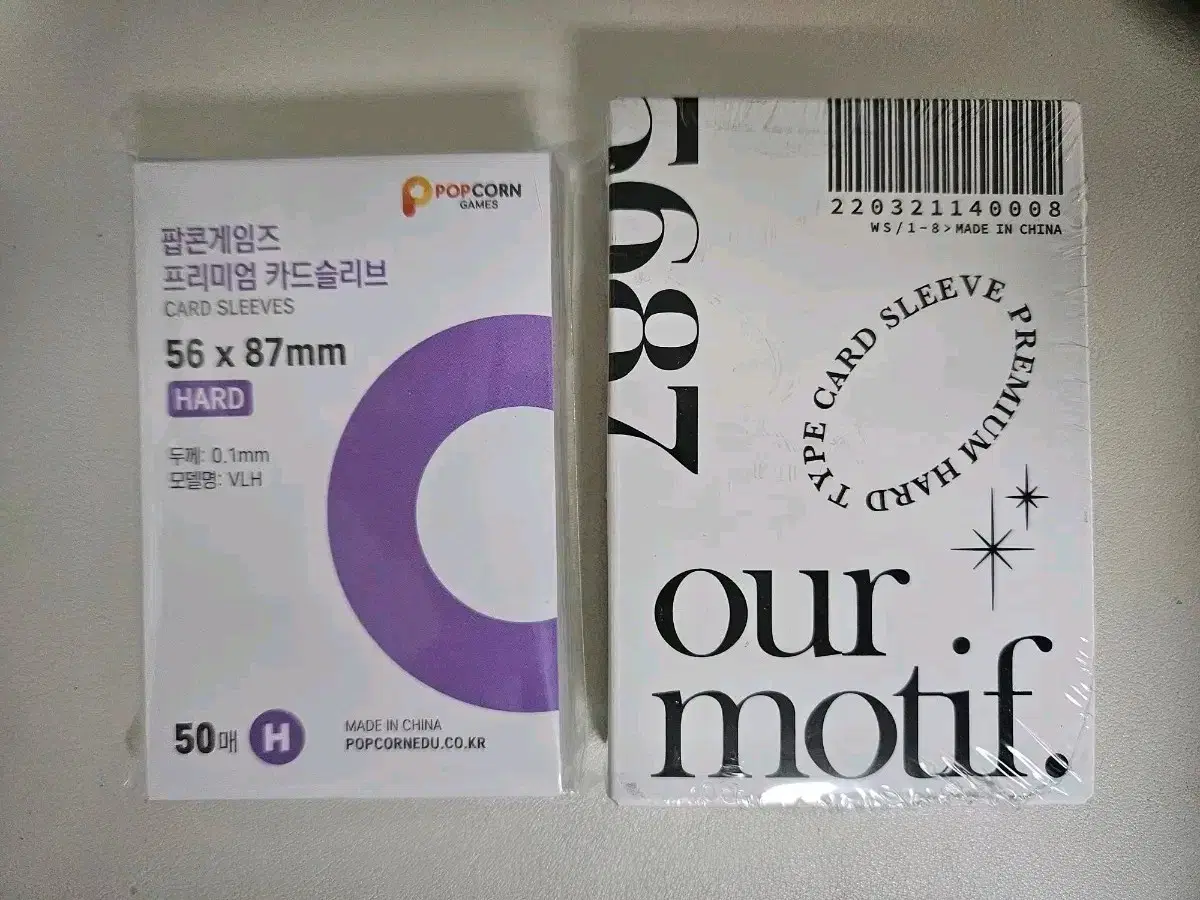 POPCORN
GAMES
팝콘게임즈
프리미엄 카드슬리브
CARD SLEEVES
56 x 87mm
HARD
두께: 0.1mm
모델명: VLH
50매 H
MADE IN CHINA
POPCORNEDU.CO.KR
5687
220321140008
WS/1-8>MADE IN CHINA
PREMIUM HARD TYPE CARD SLEEVE
our
motif.